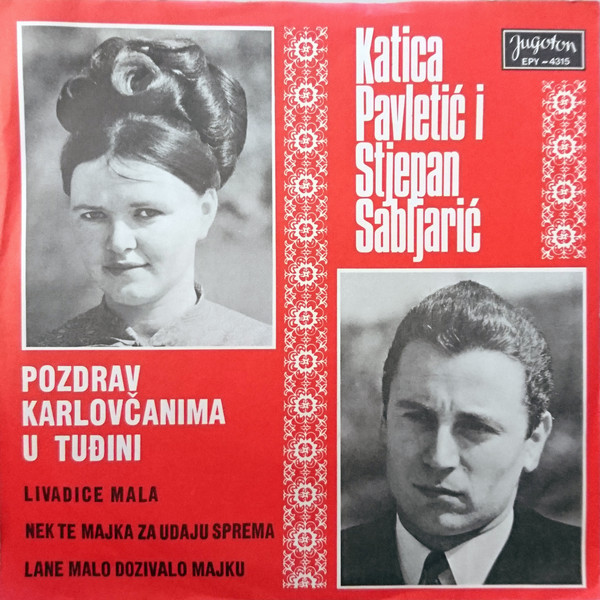 Katica
Pavletić i
Stjepan
Sabljarić
Jugoton
EPY-4315
POZDRAV
KARLOVČANIMA
U TUĐINI
LIVADICE MALA
NEK TE MAJKA ZA UDAJU SPREMA
LANE MALO DOZIVALO MAJKU